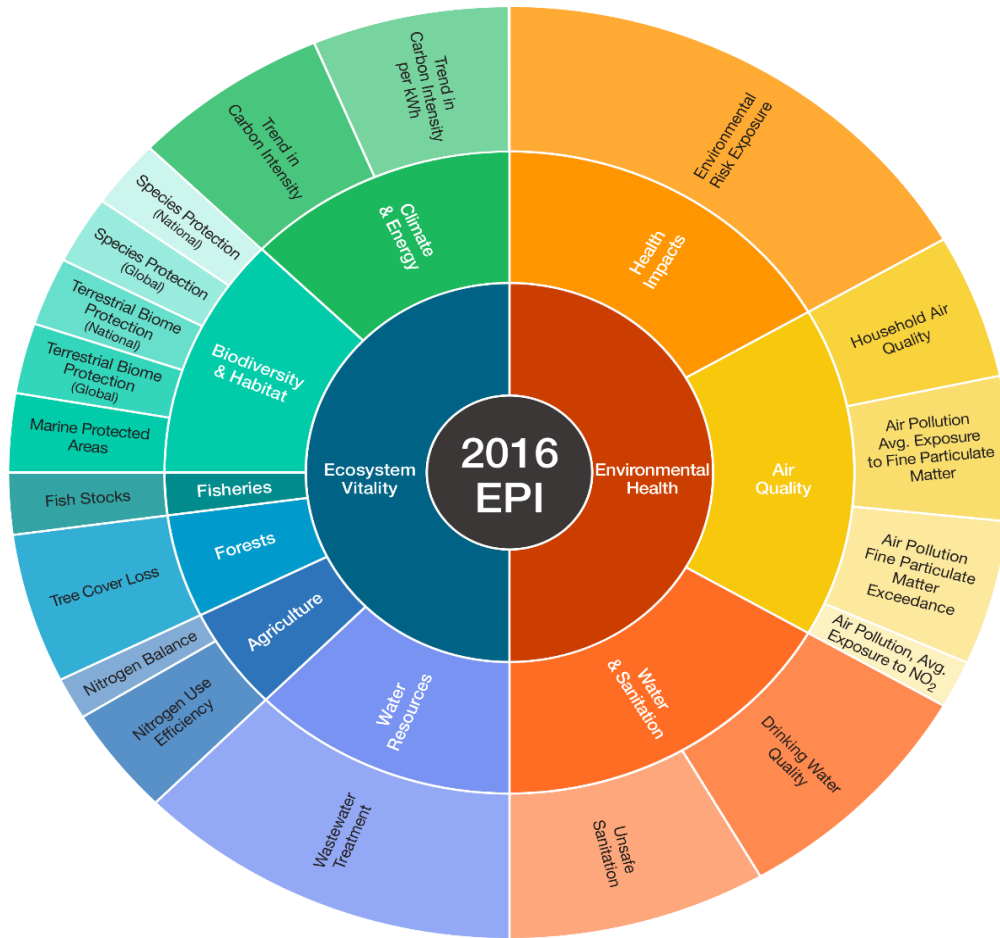 2016
EPI
Environmental
Health
Health
Impacts
Environmental
Risk Exposure
Air
Quality
Household Air
Quality
Air Pollution
Avg. Exposure
to Fine Particulate
Matter
Air Pollution
Fine Particulate
Matter
Exceedance
Air Pollution, Avg.
Exposure to NO2
Water
& Sanitation
Drinking Water
Quality
Unsafe
Sanitation
Ecosystem
Vitality
Water
Resources
Wastewater
Treatment
Agriculture
Nitrogen Use
Efficiency
Nitrogen Balance
Forests
Tree Cover Loss
Fisheries
Fish Stocks
Biodiversity
& Habitat
Marine Protected
Areas
Terrestrial Biome
Protection
(Global)
Terrestrial Biome
Protection
(National)
Species Protection
(Global)
Species Protection
(National)
Climate
& Energy
Trend in
Carbon Intensity
Trend in
Carbon Intensity
per kWh